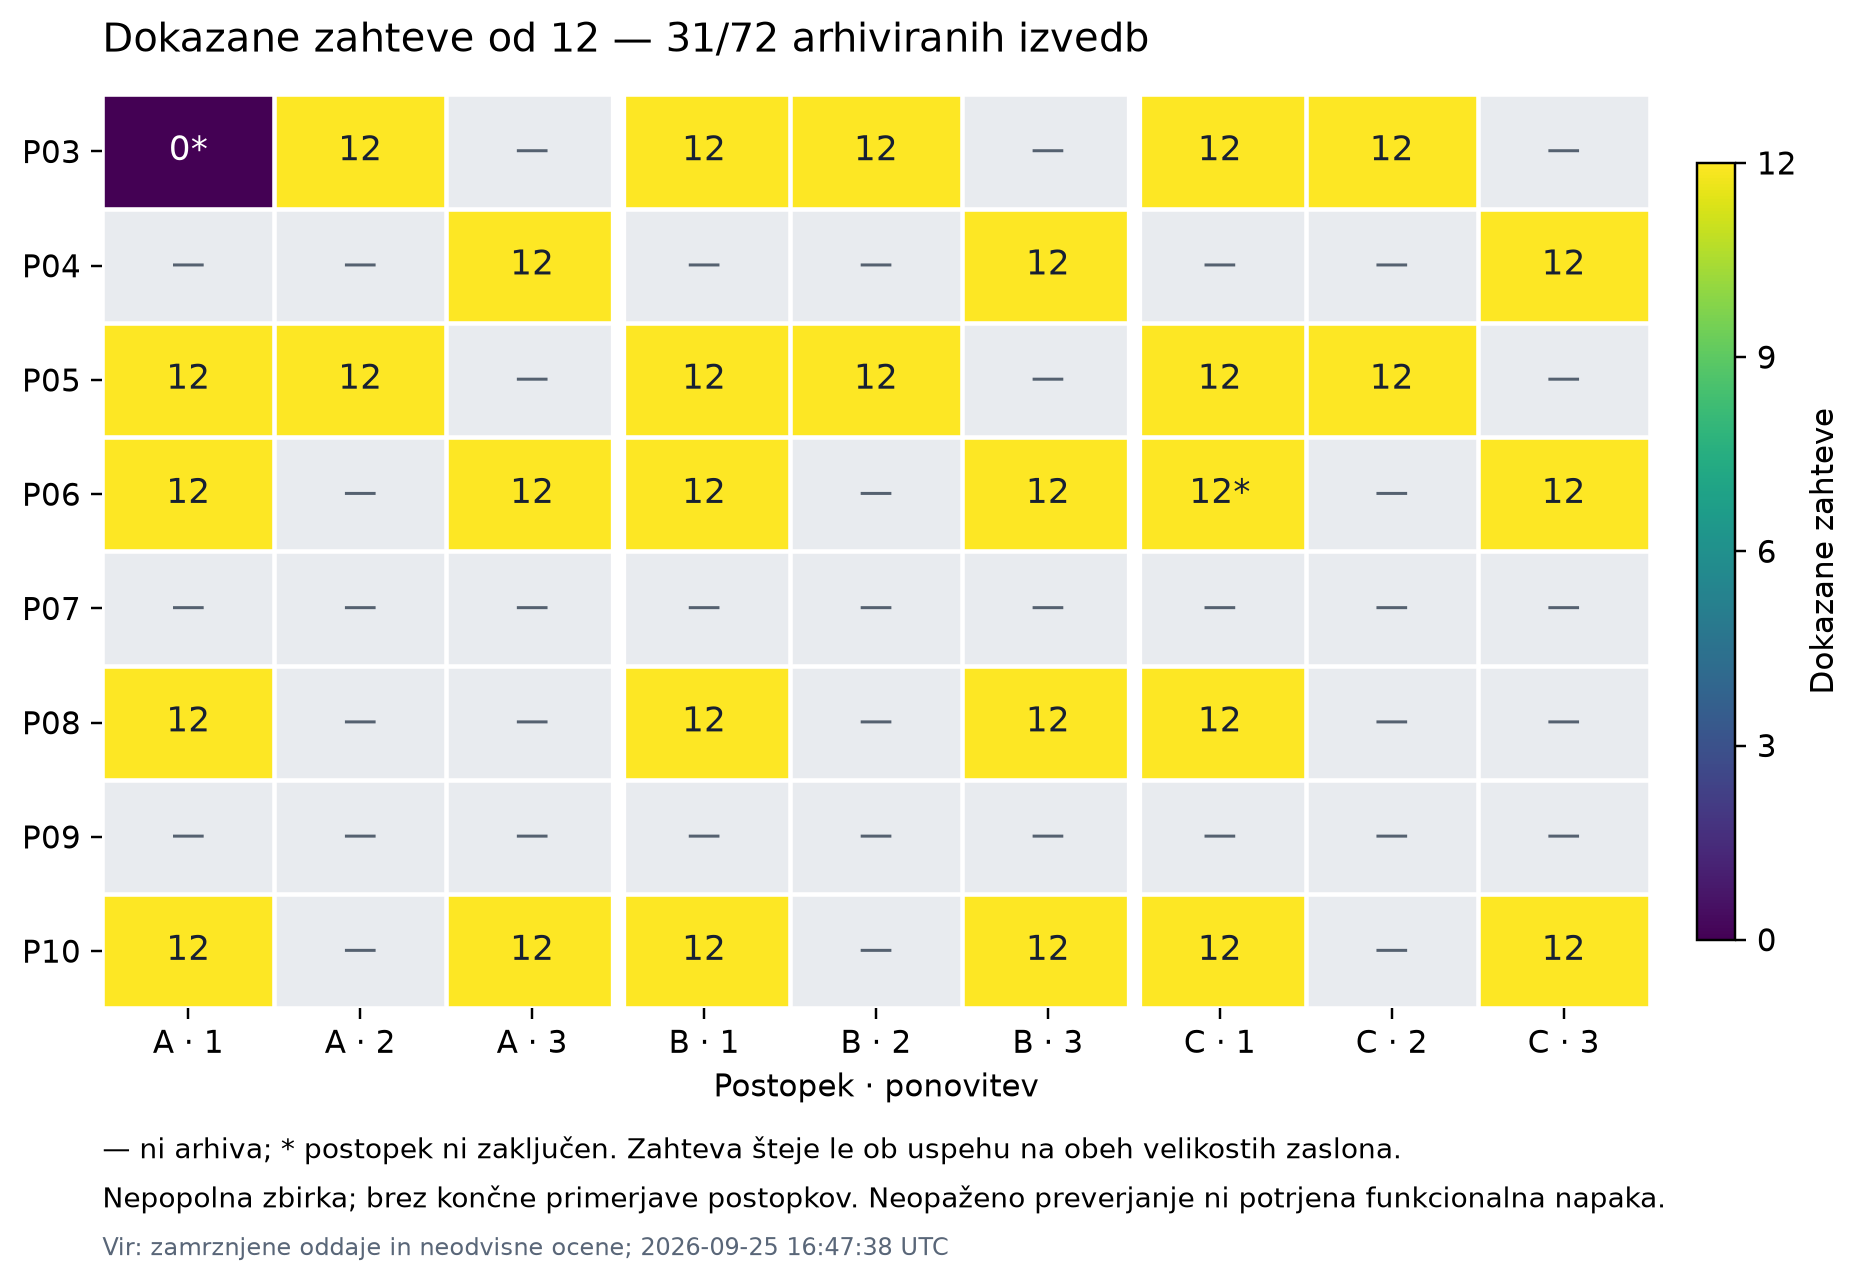 Dokazane zahteve od 12 — 31/72 arhiviranih izvedb
P03 0* 12 — 12 12 — 12 12 —
P04 — — 12 — — 12 — — 12
P05 12 12 — 12 12 — 12 12 —
P06 12 — 12 12 — 12 12* — 12
P07 — — — — — — — — —
P08 12 — — 12 — 12 12 — —
P09 — — — — — — — — —
P10 12 — 12 12 — 12 12 — 12
A · 1 A · 2 A · 3 B · 1 B · 2 B · 3 C · 1 C · 2 C · 3
Postopek · ponovitev
12
9
6
3
0
Dokazane zahteve
— ni arhiva; * postopek ni zaključen. Zahteva šteje le ob uspehu na obeh velikostih zaslona.
Nepopolna zbirka; brez končne primerjave postopkov. Neopaženo preverjanje ni potrjena funkcionalna napaka.
Vir: zamrznjene oddaje in neodvisne ocene; 2026-09-25 16:47:38 UTC